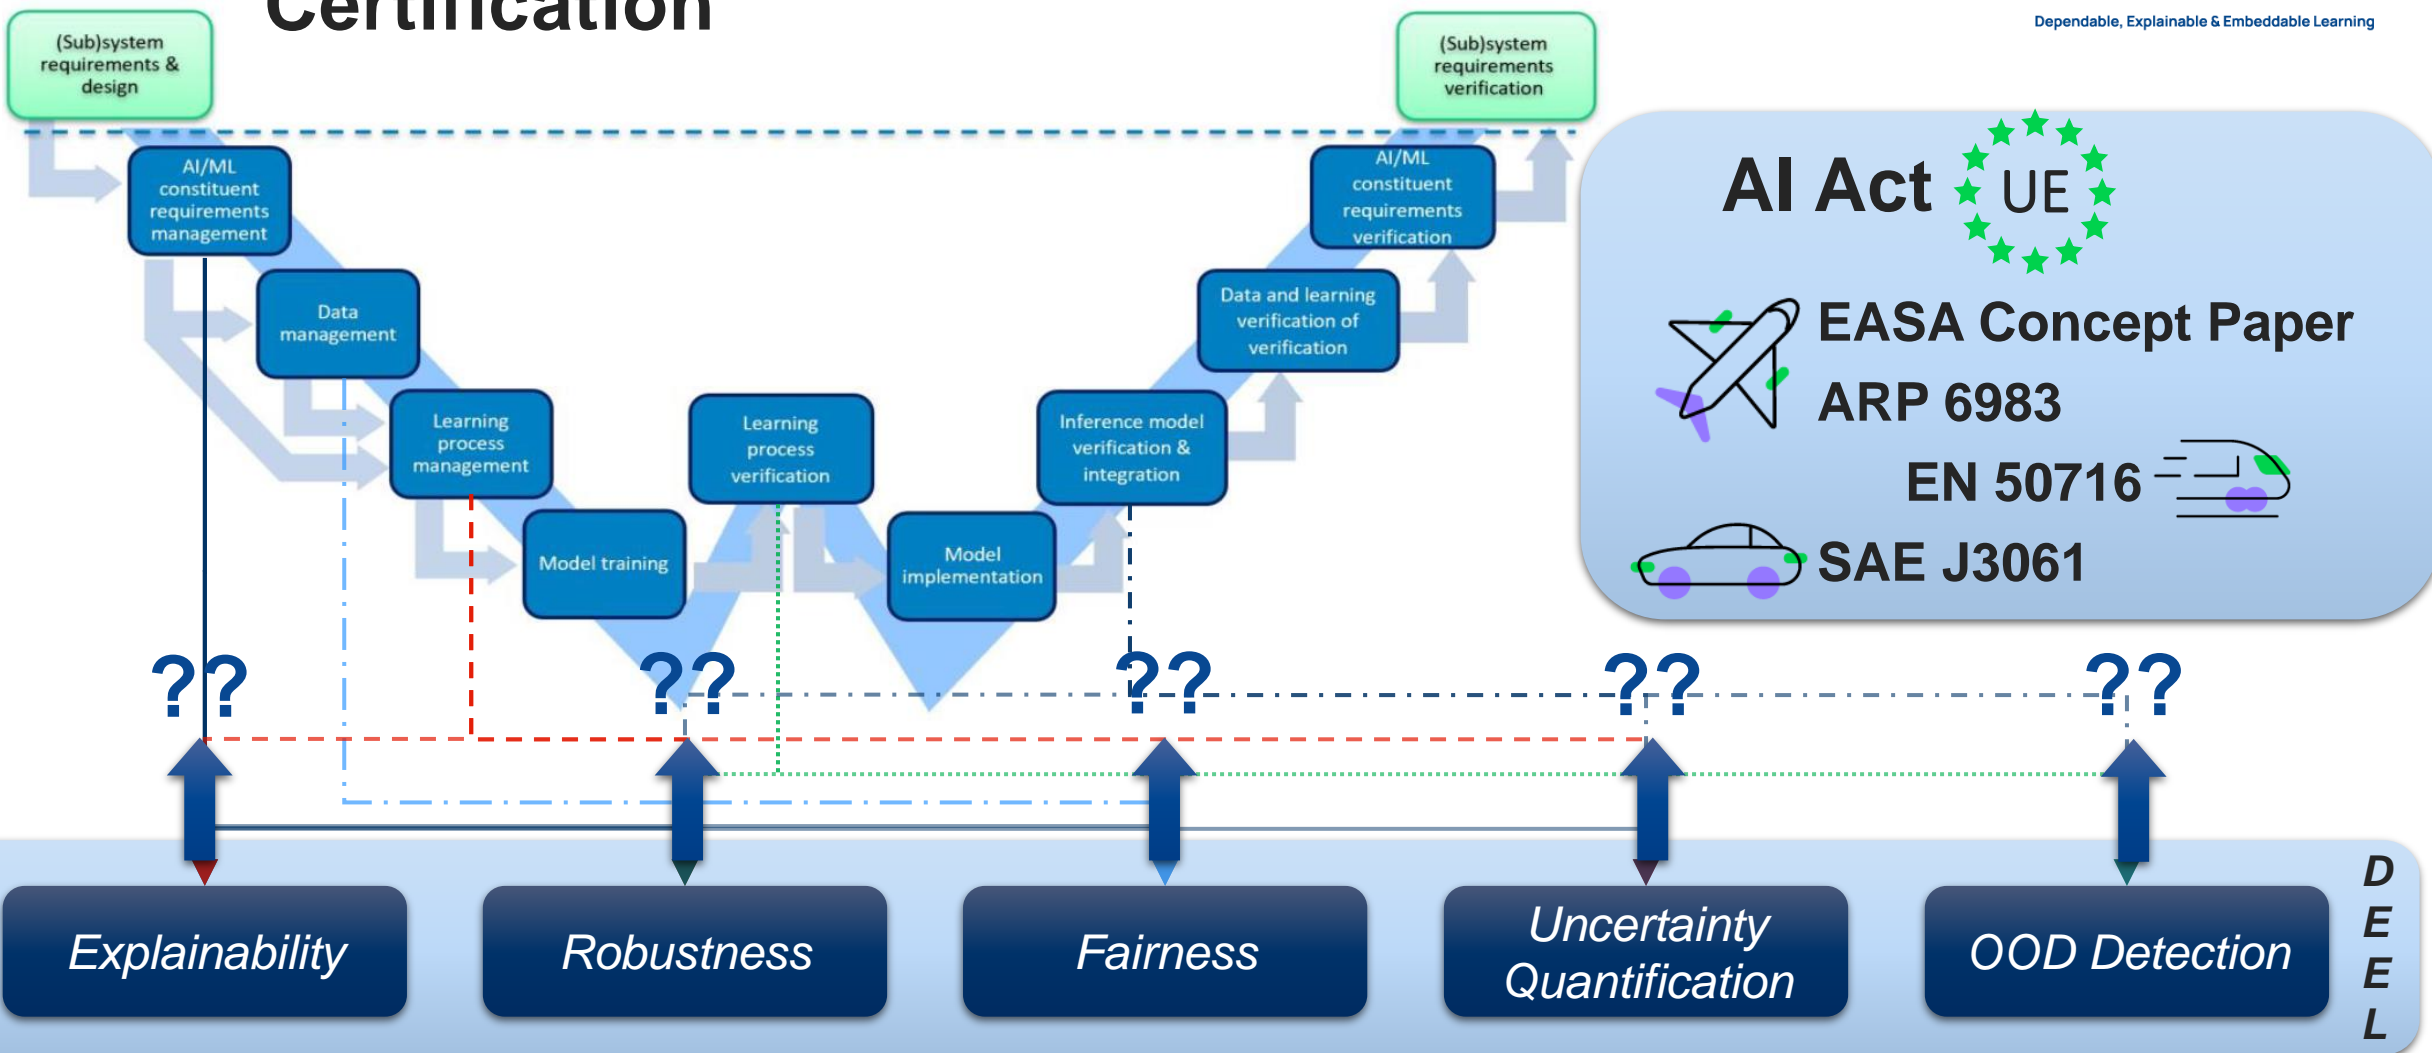 Certification
Dependable, Explainable & Embeddable Learning
(Sub)system
requirements &
design
(Sub)system
requirements
verification
AI/ML
constituent
requirements
management
AI/ML
constituent
requirements
verification
Data
management
Data and learning
verification of
verification
Learning
process
management
Learning
process
verification
Inference model
verification &
integration
Model training
Model
implementation
AI Act
UE
EASA Concept Paper
ARP 6983
EN 50716
SAE J3061
??
??
??
??
??
Explainability
Robustness
Fairness
Uncertainty
Quantification
OOD Detection
D
E
E
L